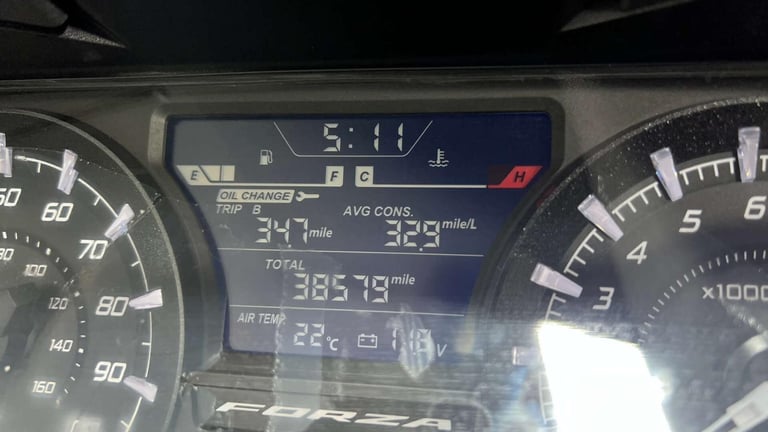 5:11
E F C H
OIL CHANGE
TRIP B AVG CONS.
347 mile 32.9 mile/L
TOTAL
38579 mile
AIR TEMP.
22 °C V
FORZA
60
70
80
90
100
120
140
160
3
4
5
6
x1000